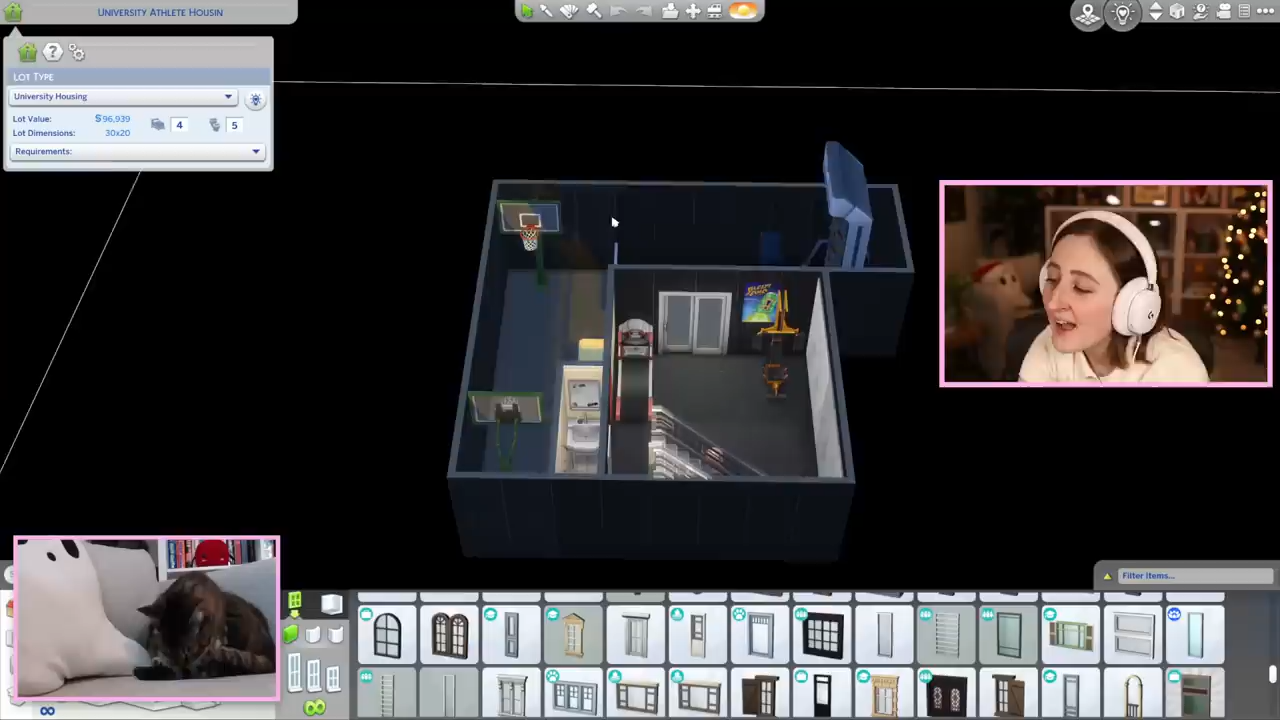 UNIVERSITY ATHLETE HOUSIN
LOT TYPE
University Housing
Lot Value: §96,939 4 5
Lot Dimensions: 30x20
Requirements:
Filter Items...